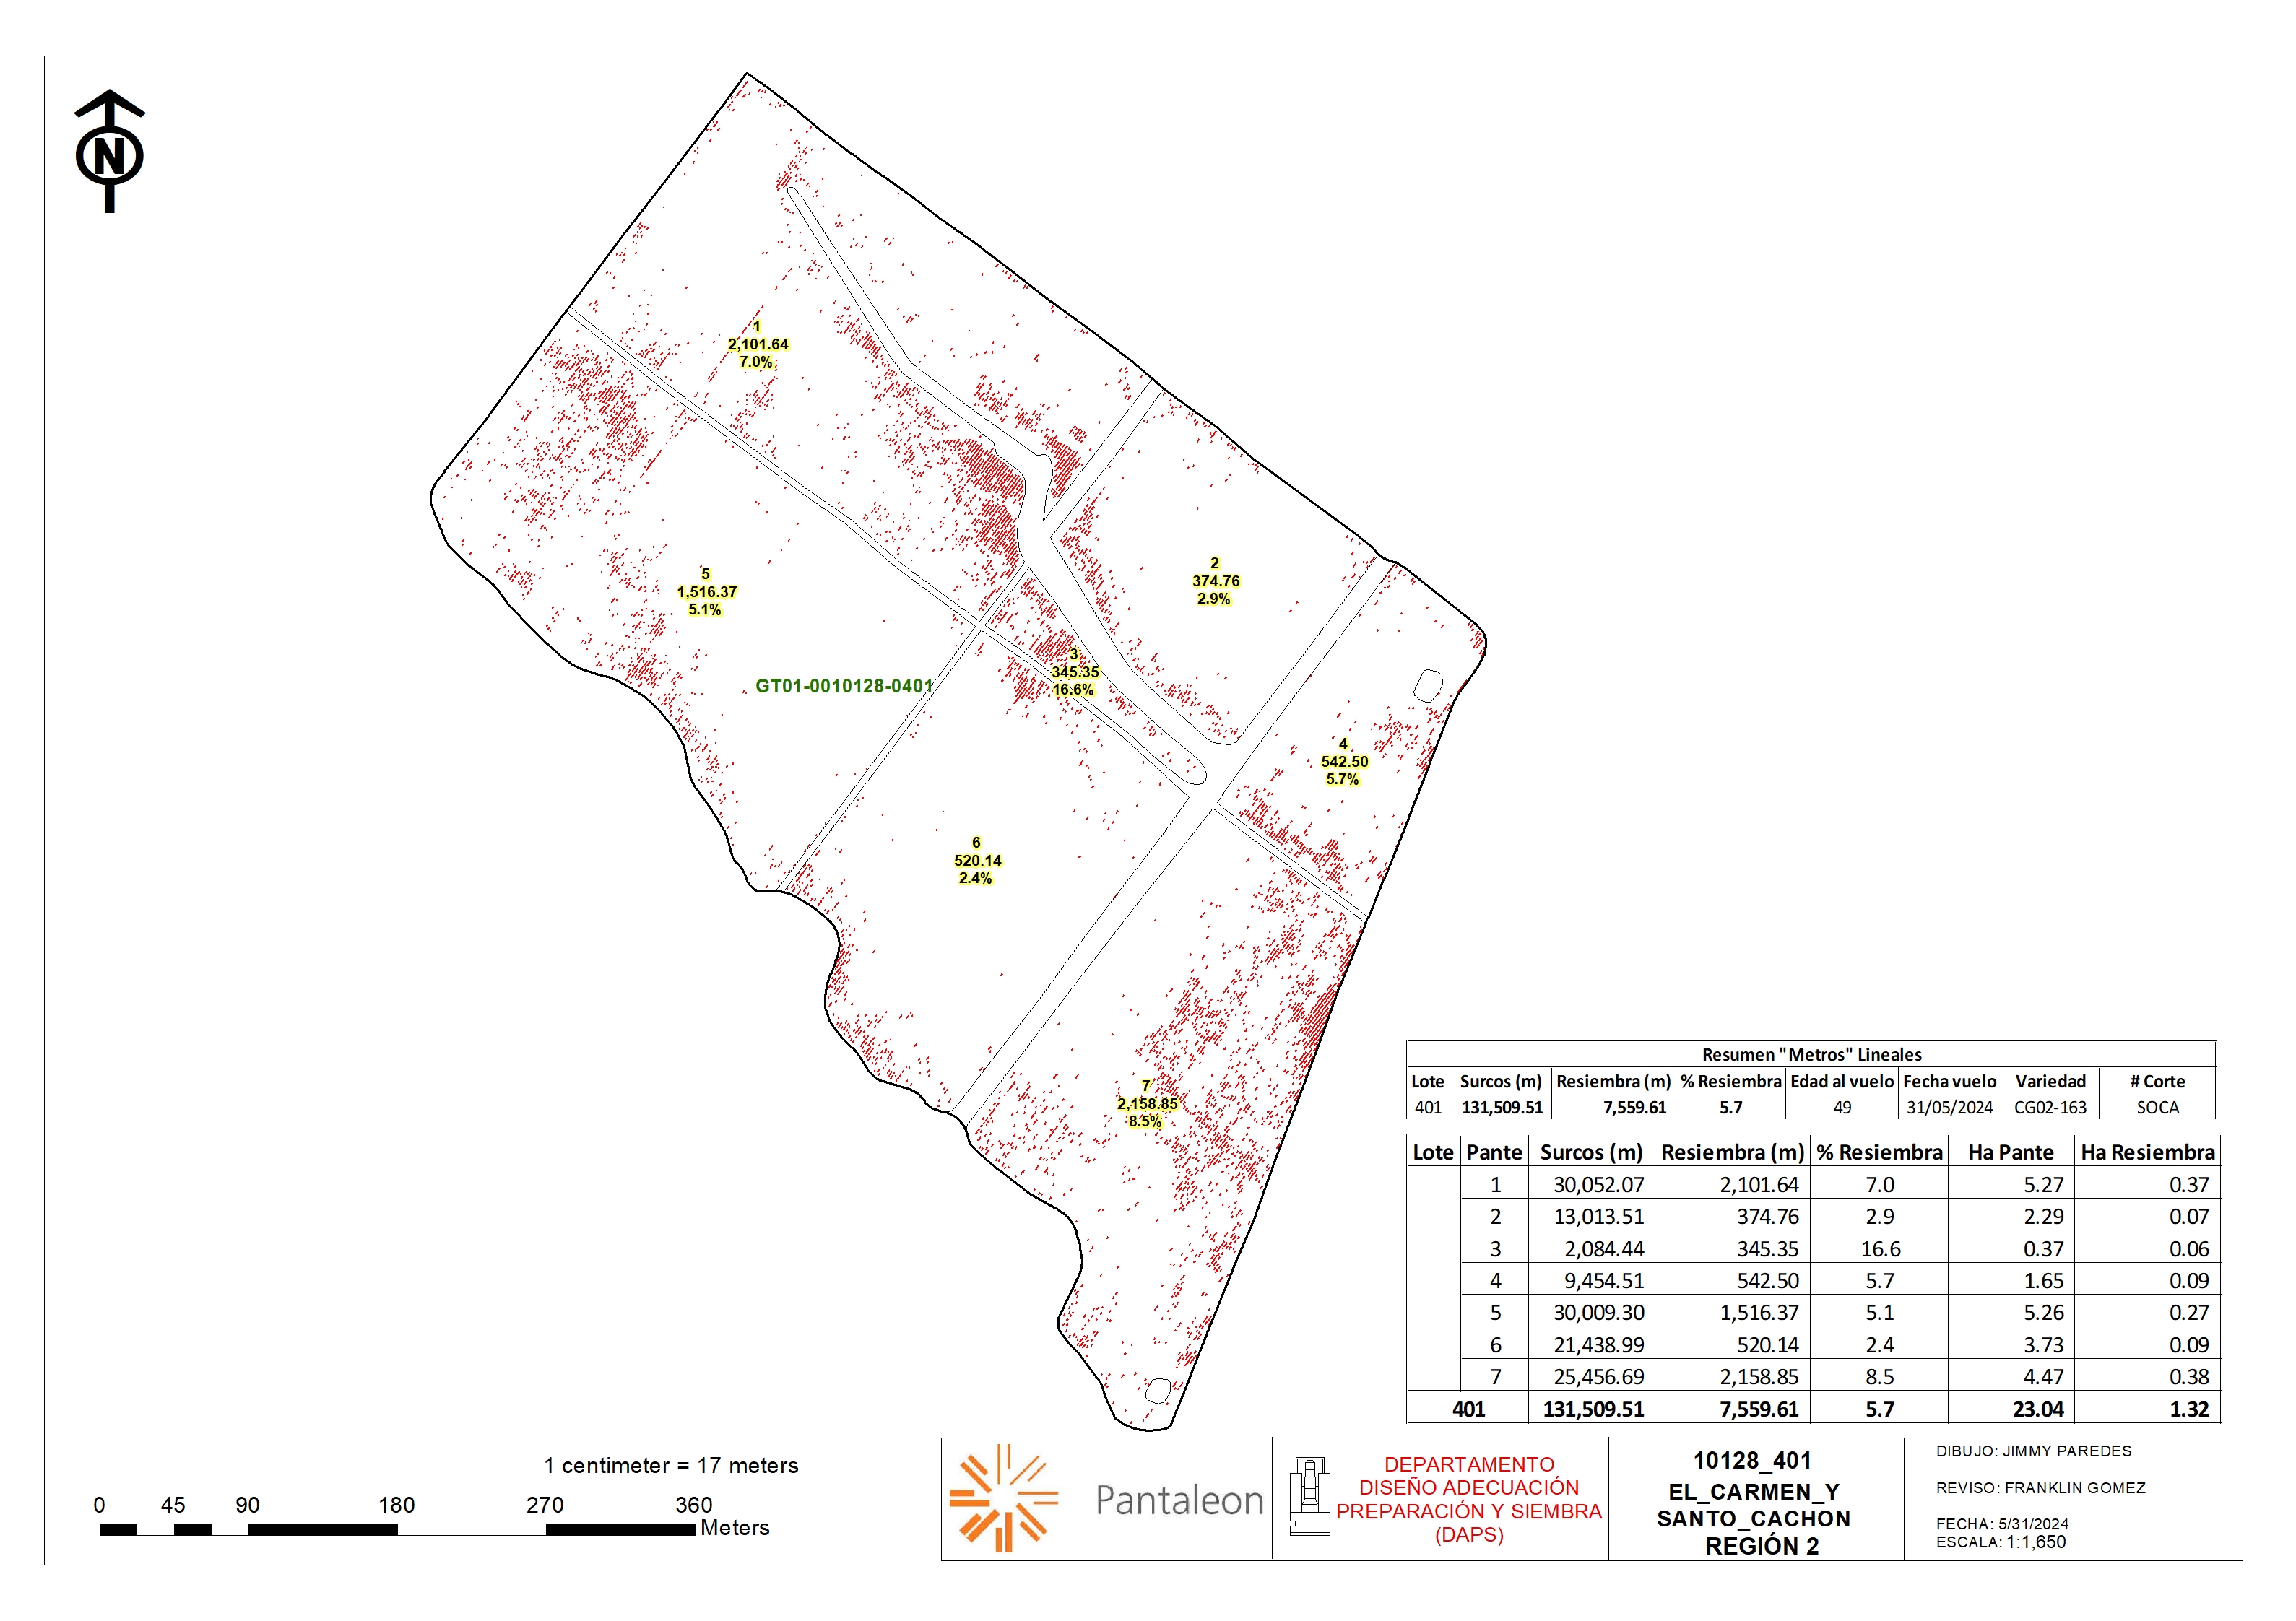 N
1
2,101.64
7.0%
2
374.76
2.9%
5
1,516.37
5.1%
3
345.35
16.6%
GT01-0010128-0401
4
542.50
5.7%
6
520.14
2.4%
7
2,158.85
8.5%
Resumen "Metros" Lineales
Lote Surcos (m) Resiembra (m) % Resiembra Edad al vuelo Fecha vuelo Variedad # Corte
401 131,509.51 7,559.61 5.7 49 31/05/2024 CG02-163 SOCA
Lote Pante Surcos (m) Resiembra (m) % Resiembra Ha Pante Ha Resiembra
1 30,052.07 2,101.64 7.0 5.27 0.37
2 13,013.51 374.76 2.9 2.29 0.07
3 2,084.44 345.35 16.6 0.37 0.06
4 9,454.51 542.50 5.7 1.65 0.09
5 30,009.30 1,516.37 5.1 5.26 0.27
6 21,438.99 520.14 2.4 3.73 0.09
7 25,456.69 2,158.85 8.5 4.47 0.38
401 131,509.51 7,559.61 5.7 23.04 1.32
1 centimeter = 17 meters
0 45 90 180 270 360
Meters
Pantaleon
DEPARTAMENTO
DISEÑO ADECUACIÓN
PREPARACIÓN Y SIEMBRA
(DAPS)
10128_401
EL_CARMEN_Y
SANTO_CACHON
REGIÓN 2
DIBUJO: JIMMY PAREDES
REVISO: FRANKLIN GOMEZ
FECHA: 5/31/2024
ESCALA: 1:1,650